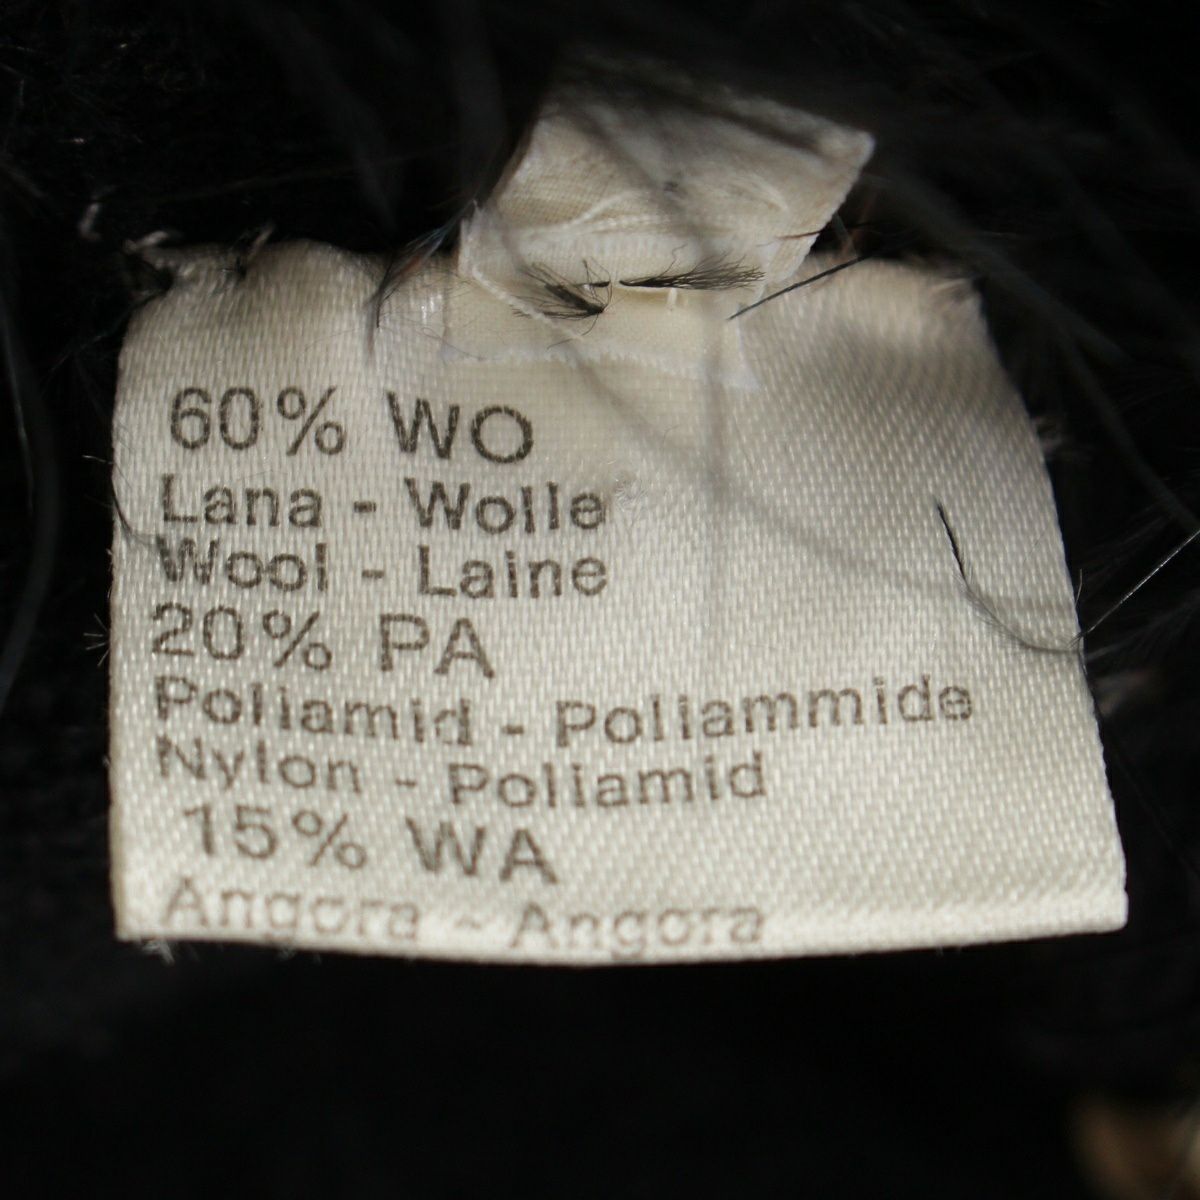 60% WO
Lana - Wolle
Wool - Laine
20% PA
Poliamid - Poliammide
Nylon - Poliamid
15% WA
Angora - Angora